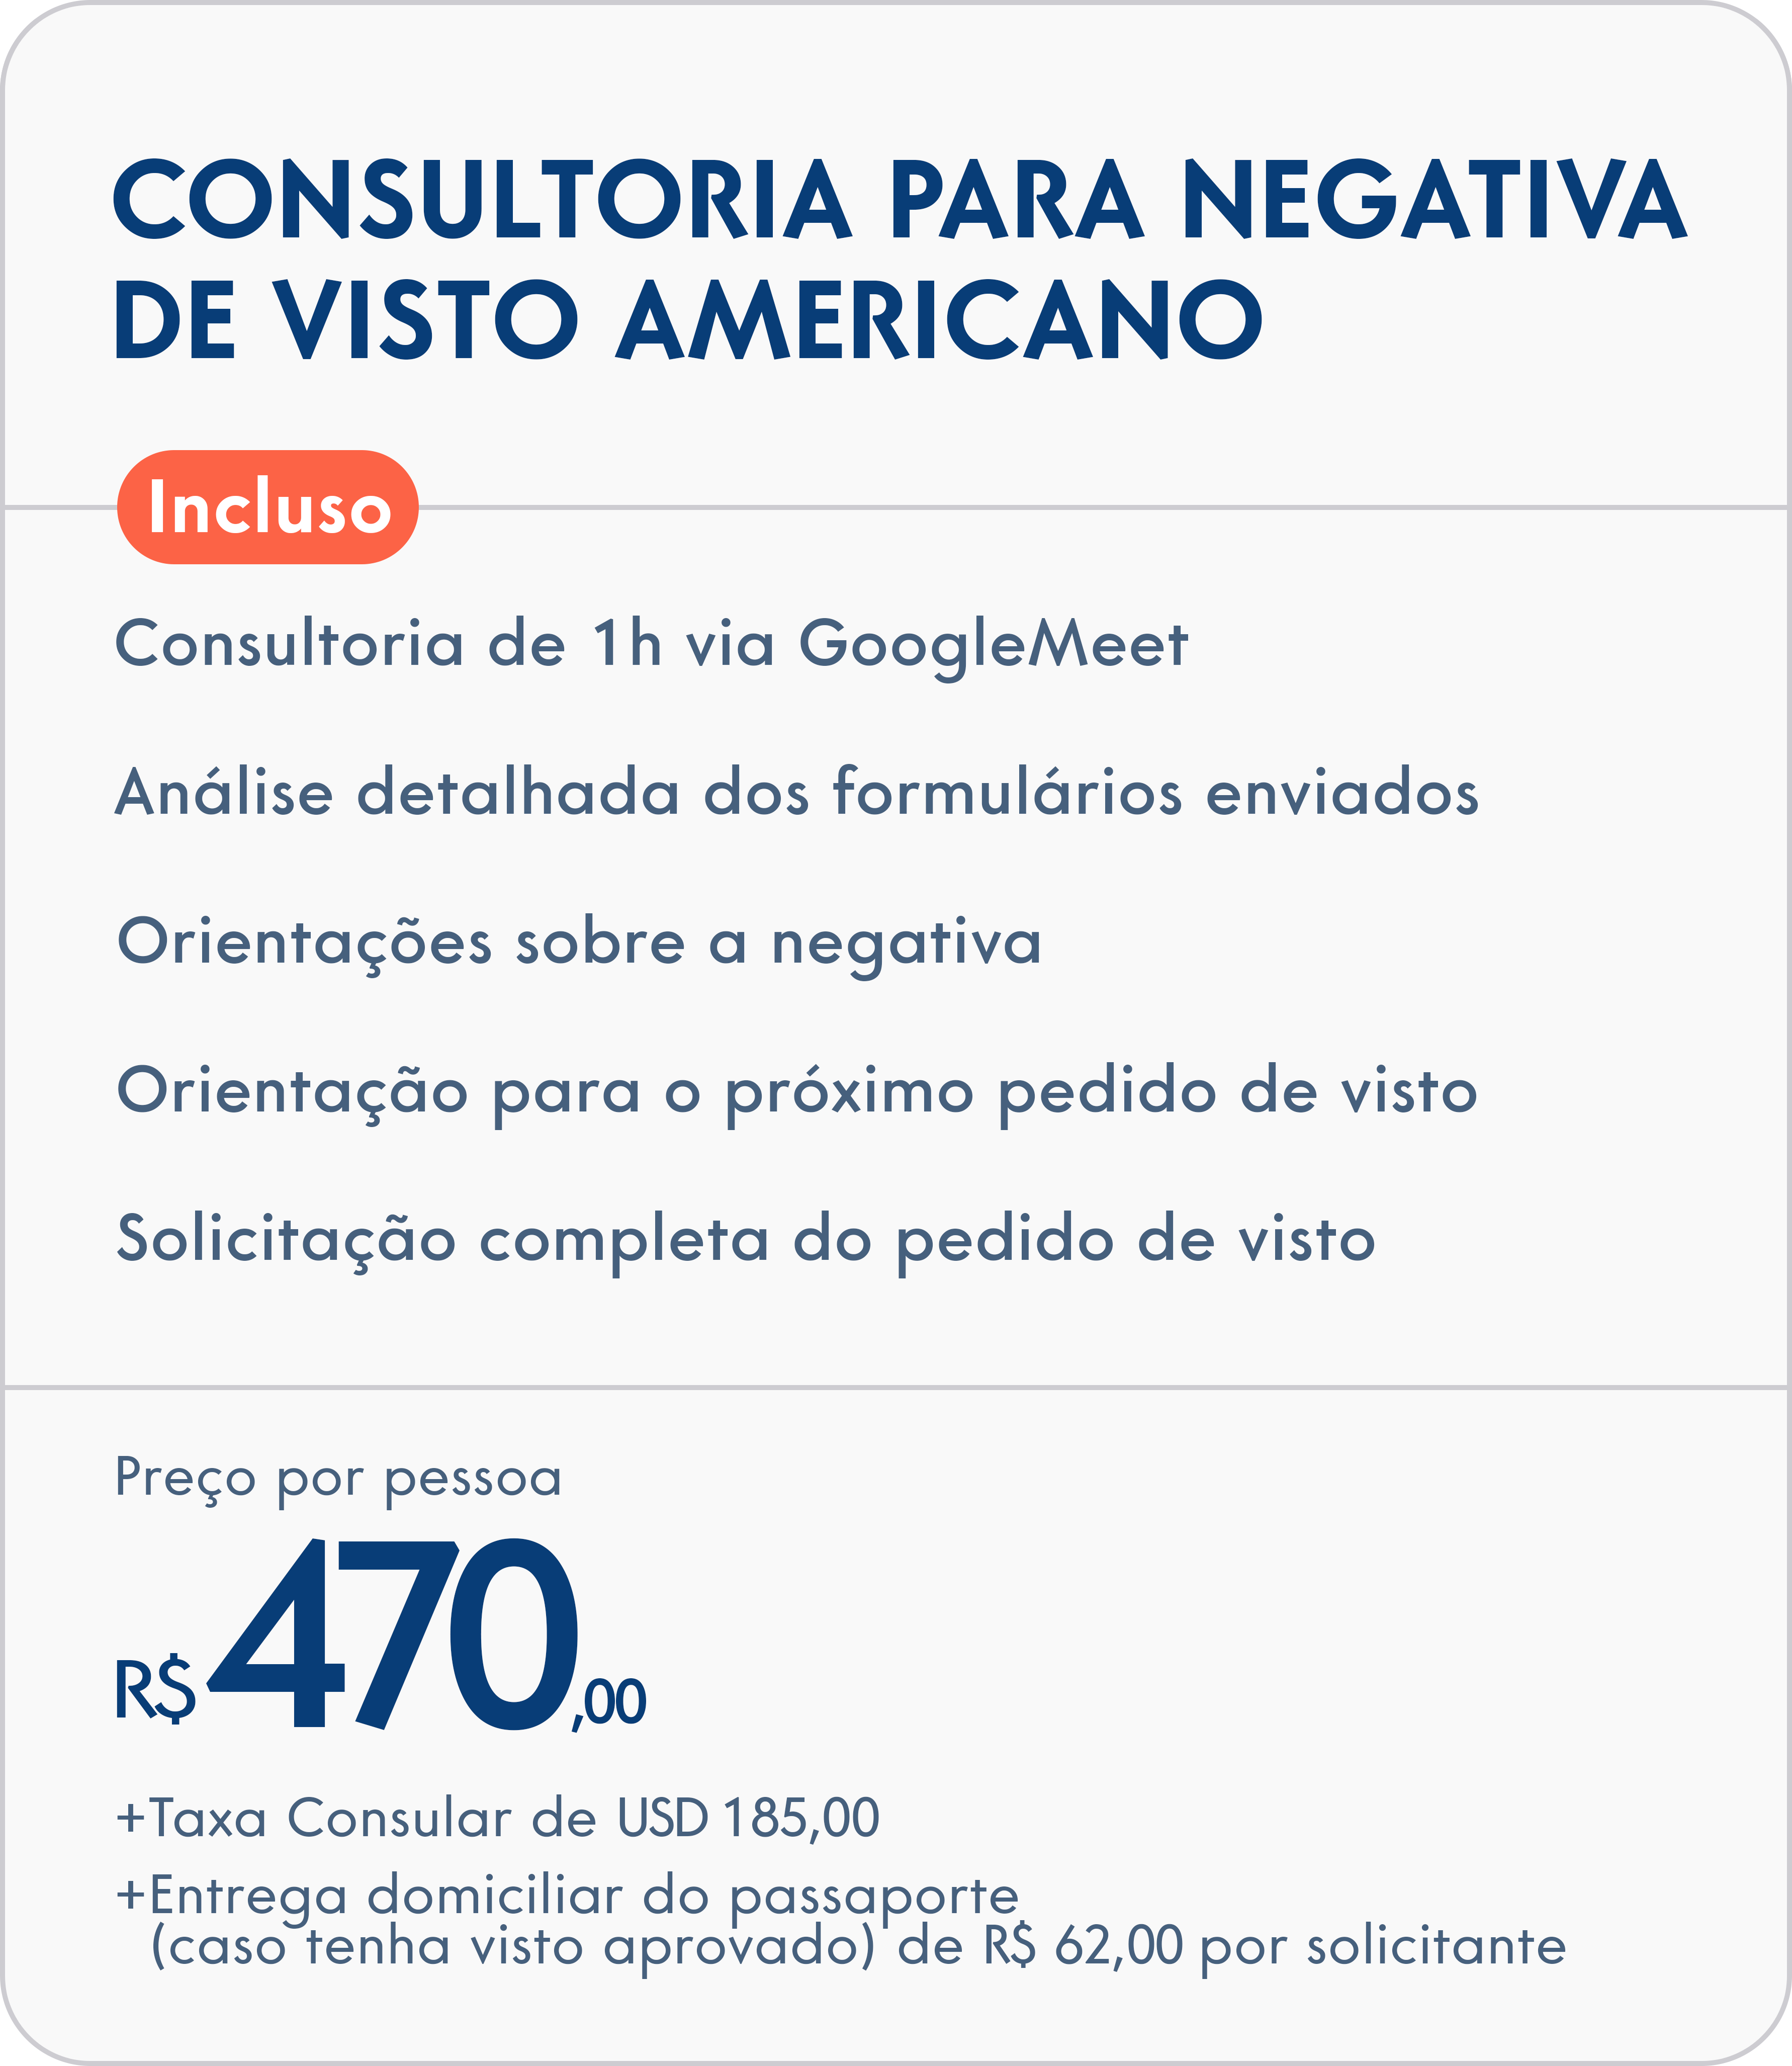 CONSULTORIA PARA NEGATIVA
DE VISTO AMERICANO
Incluso
Consultoria de 1h via GoogleMeet
Análise detalhada dos formulários enviados
Orientações sobre a negativa
Orientação para o próximo pedido de visto
Solicitação completa do pedido de visto
Preço por pessoa
R$470,00
+Taxa Consular de USD 185,00
+Entrega domiciliar do passaporte
(caso tenha visto aprovado) de R$ 62,00 por solicitante